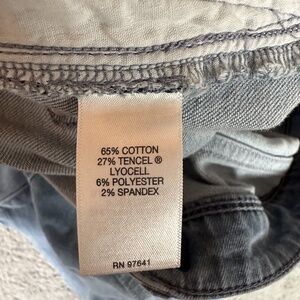 65% COTTON
27% TENCEL ®
LYOCELL
6% POLYESTER
2% SPANDEX
RN 97641